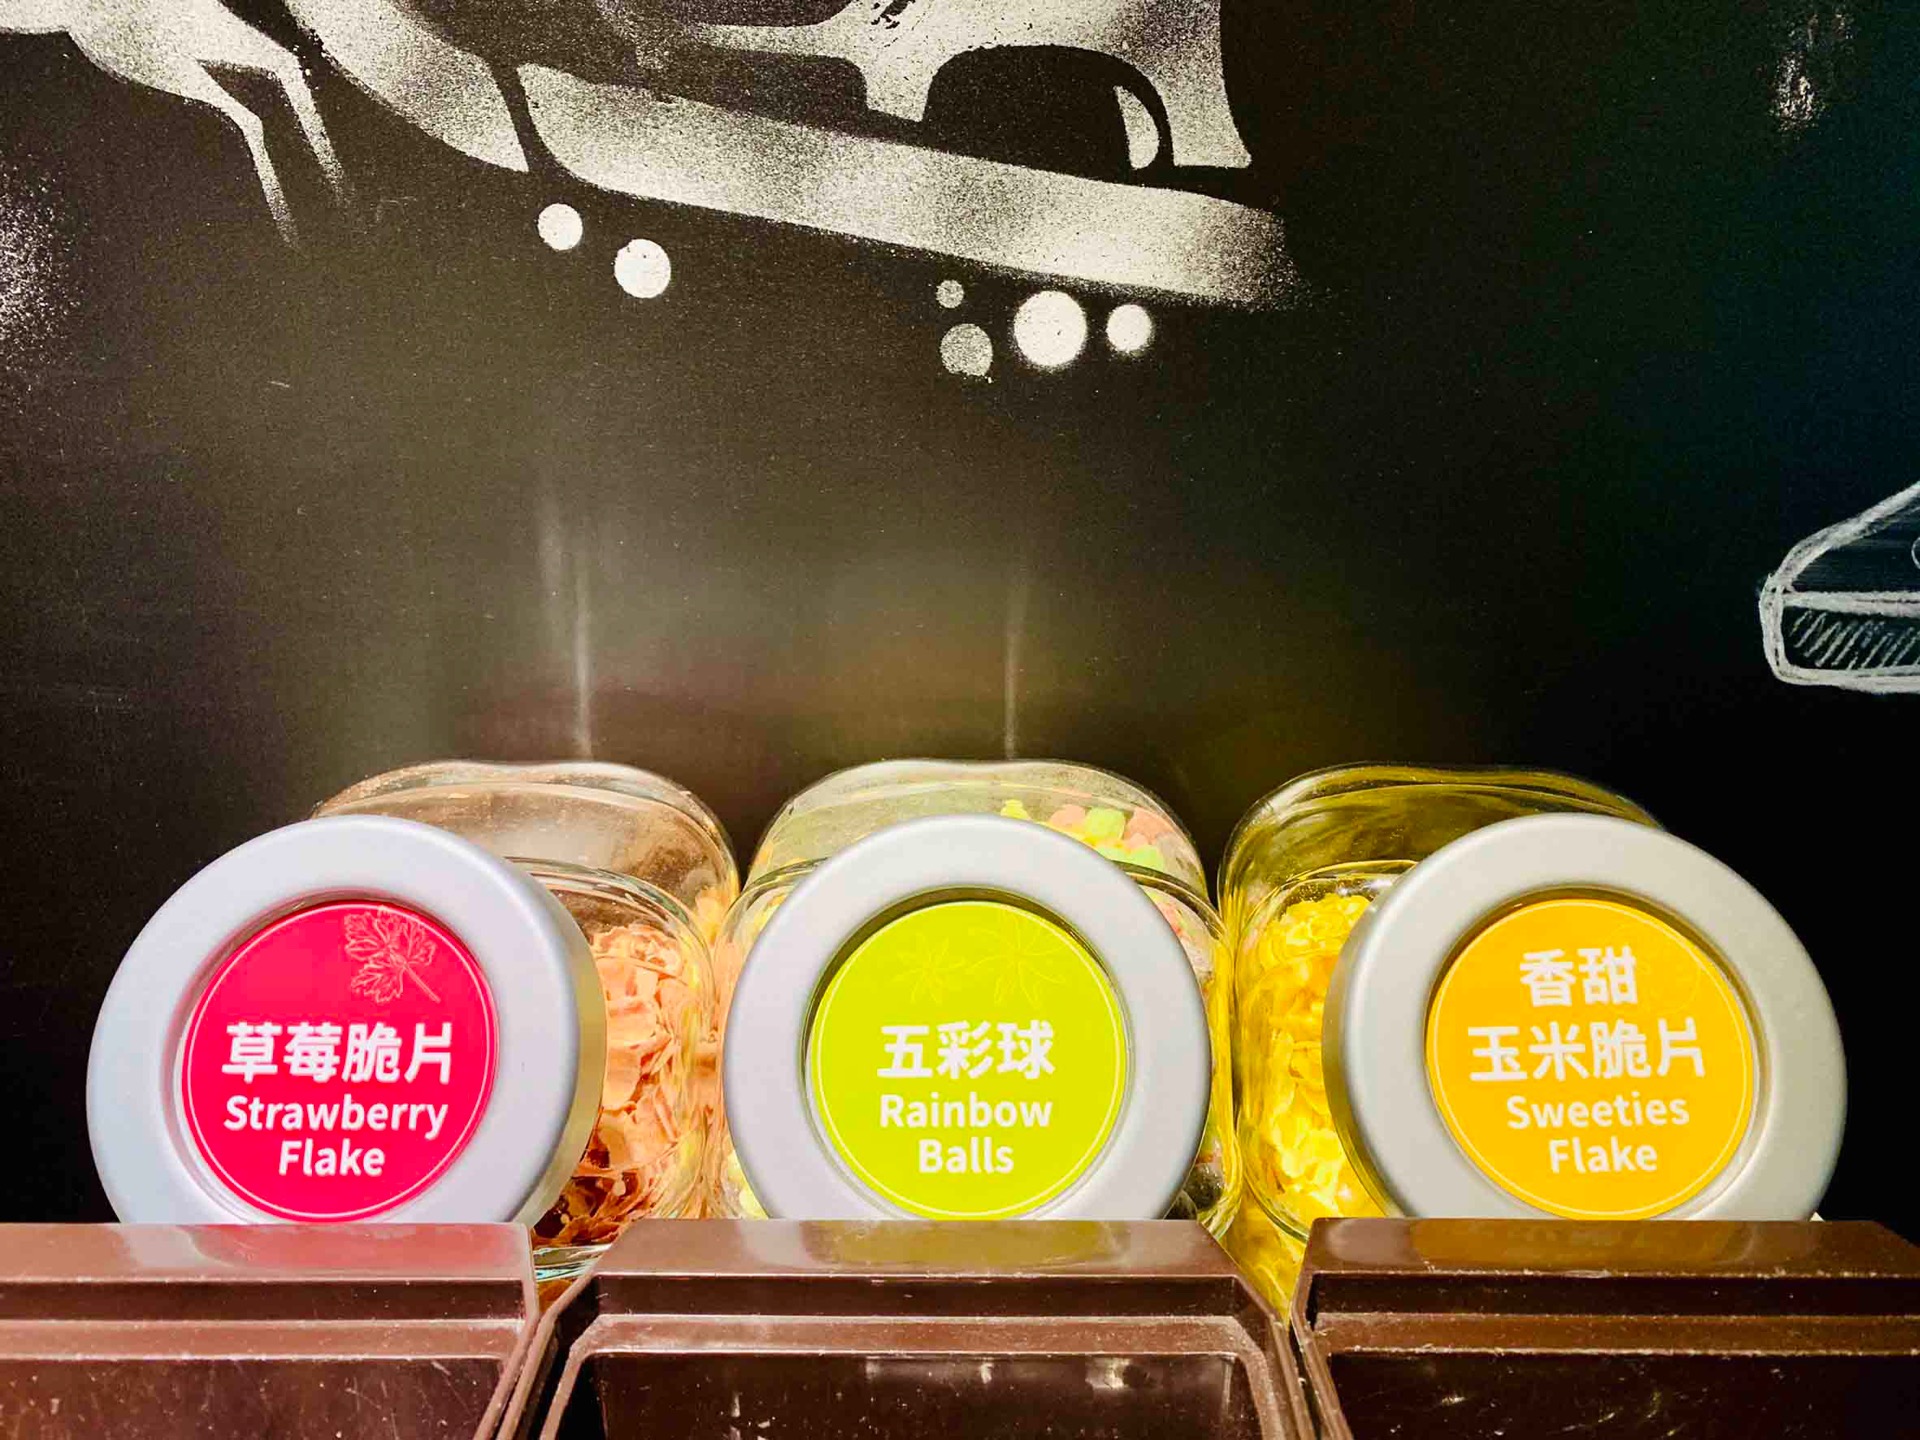 草莓脆片
Strawberry
Flake
五彩球
Rainbow
Balls
香甜
玉米脆片
Sweeties
Flake